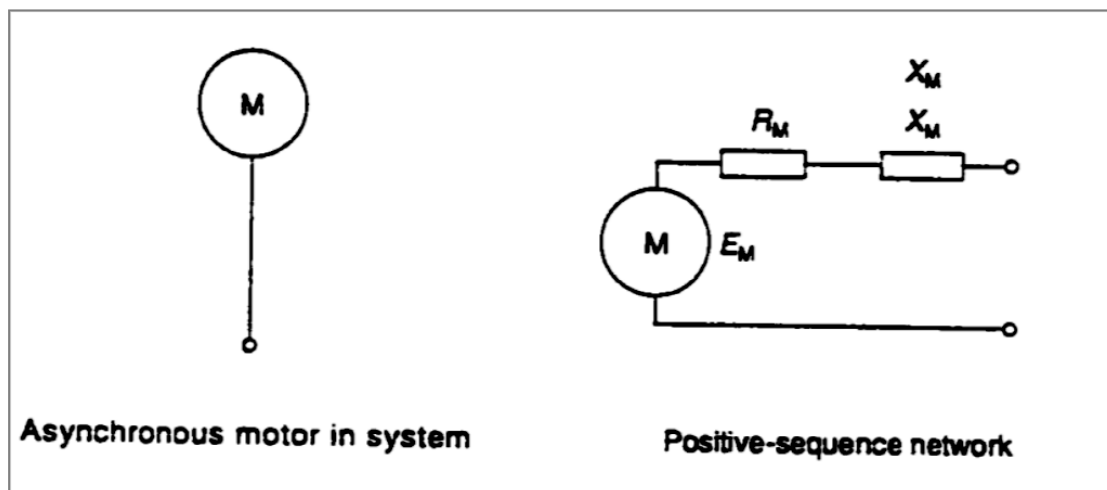 M
Asynchronous motor in system
X_M
R_M
X_M
M
E_M
Positive-sequence network